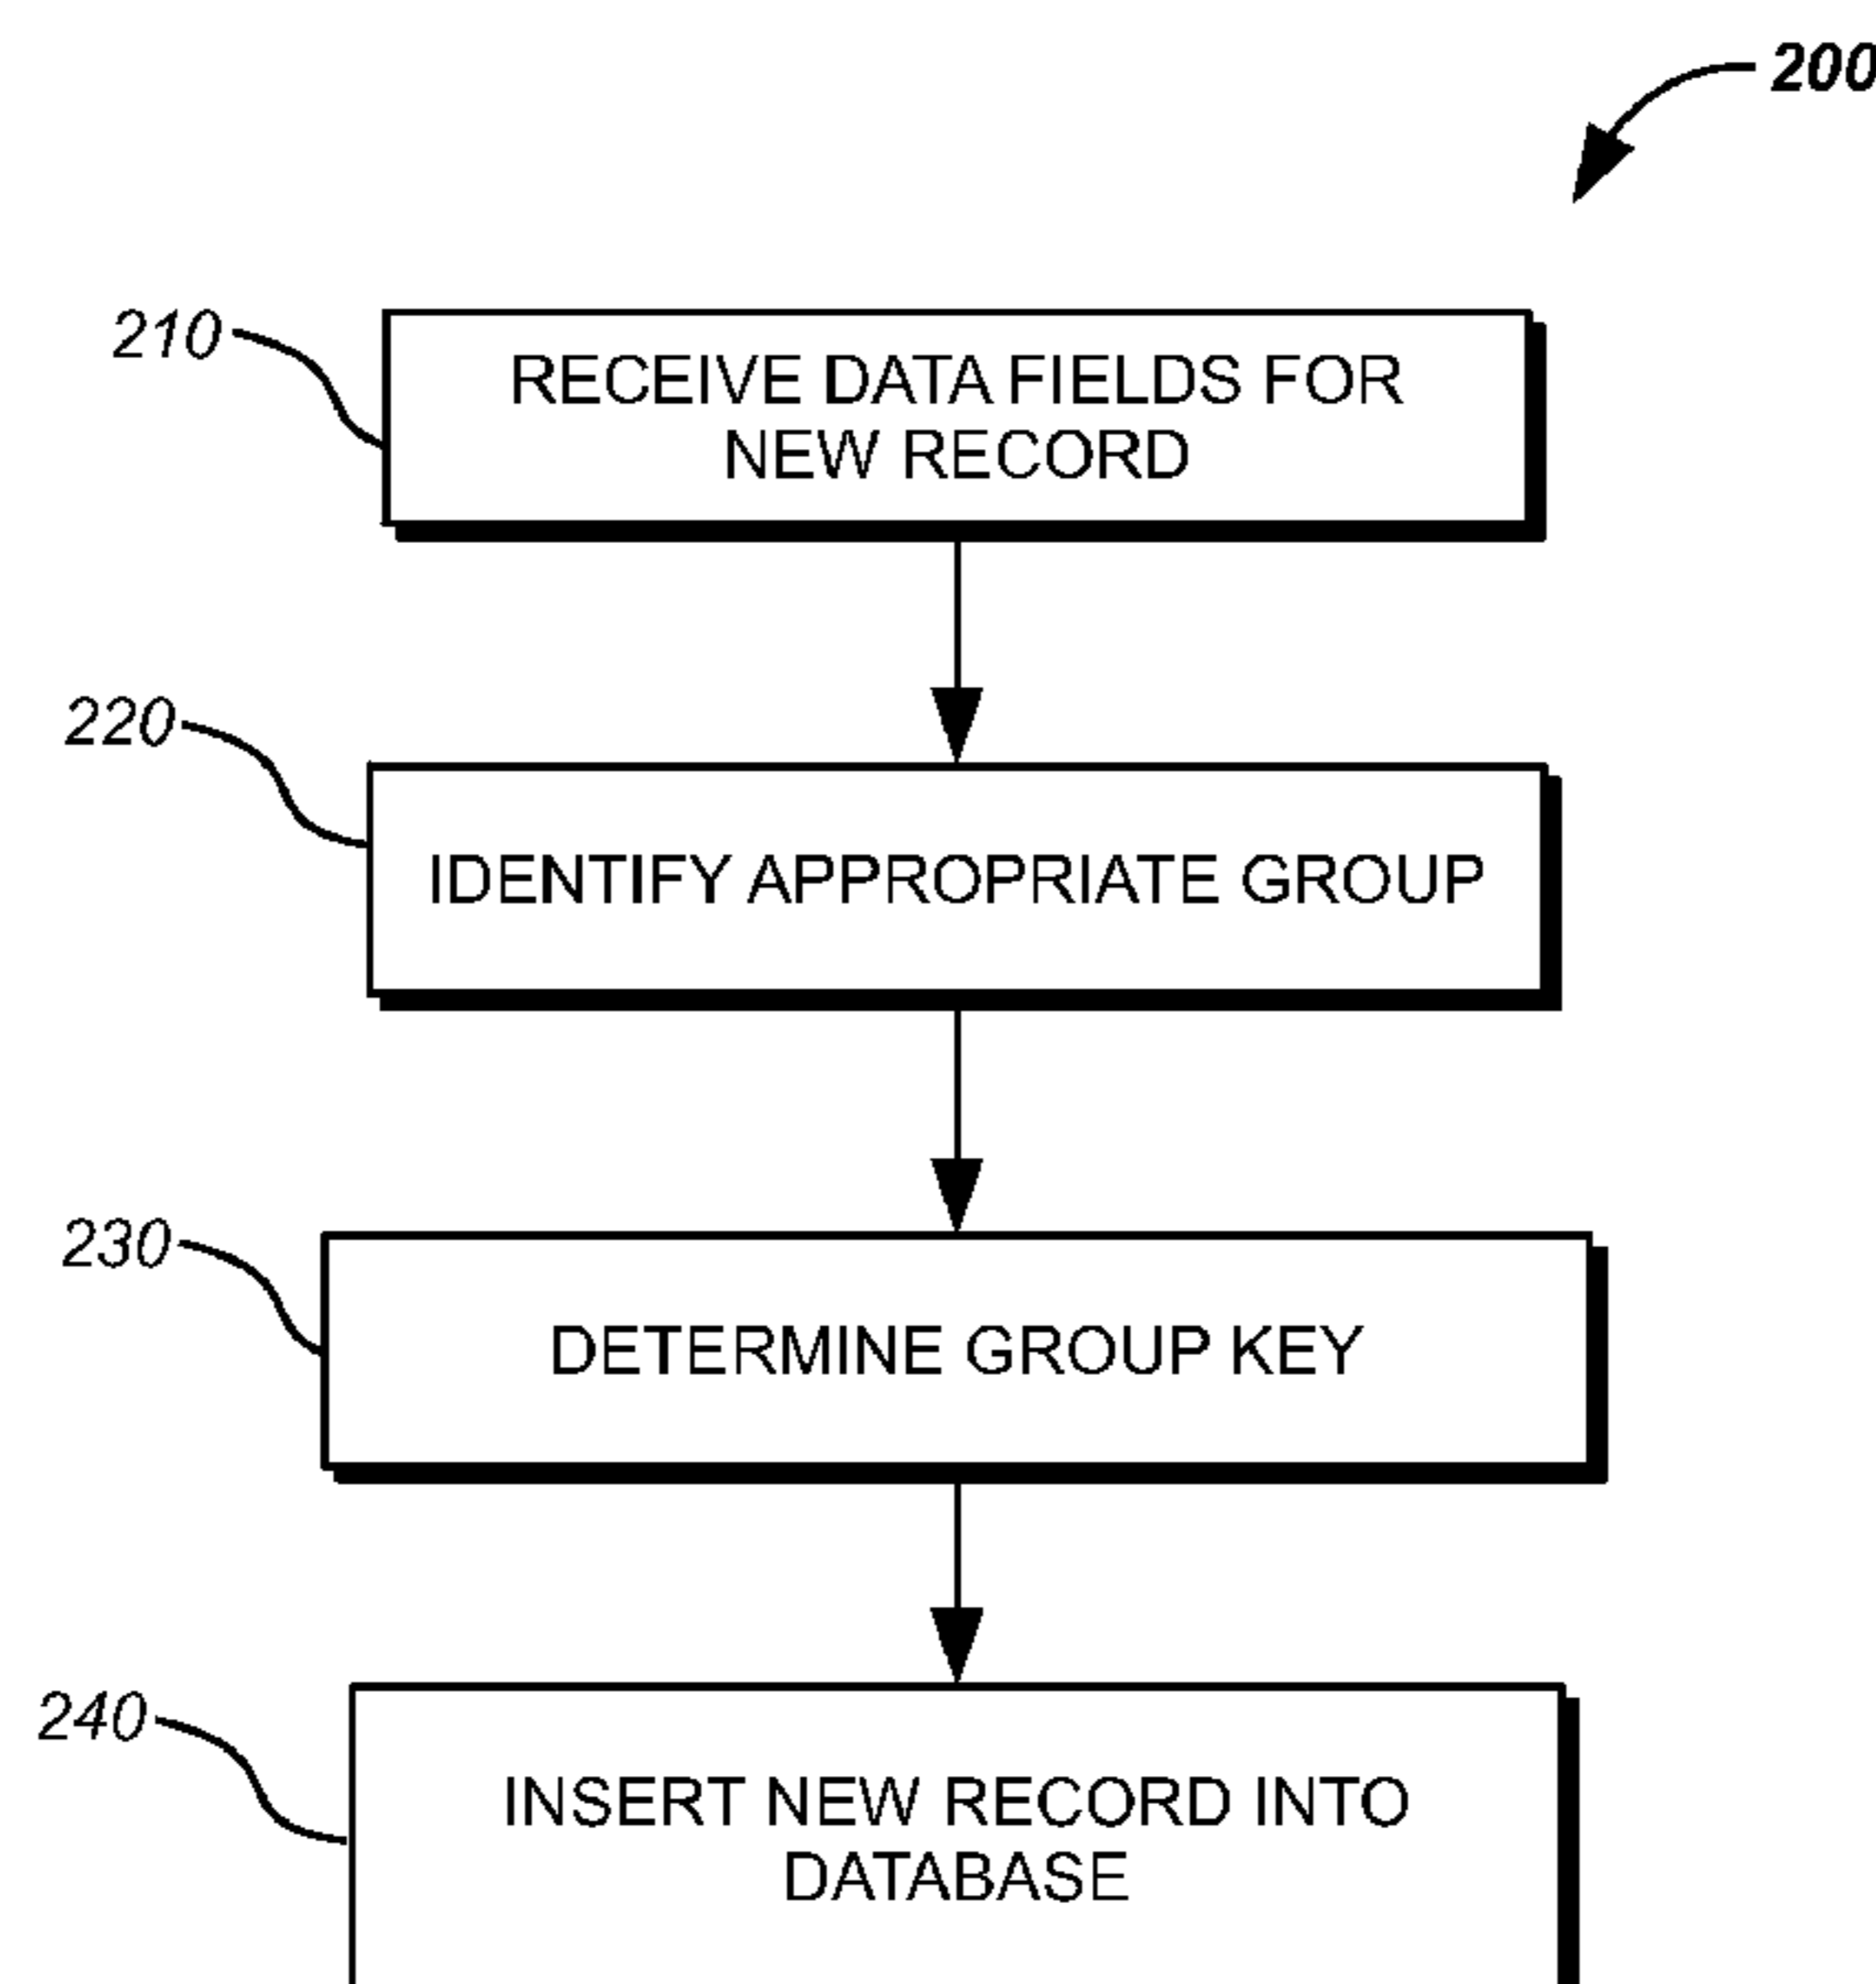 200
210
RECEIVE DATA FIELDS FOR
NEW RECORD
220
IDENTIFY APPROPRIATE GROUP
230
DETERMINE GROUP KEY
240
INSERT NEW RECORD INTO
DATABASE